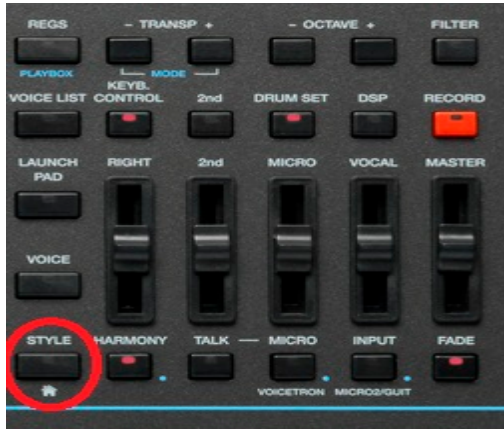 REGS - TRANSP + - OCTAVE + FILTER
PLAYBOX MODE
VOICE LIST KEYB. CONTROL 2nd DRUM SET DSP RECORD
LAUNCH PAD RIGHT 2nd MICRO VOCAL MASTER
VOICE
STYLE HARMONY TALK — MICRO INPUT FADE
VOICETRON MICRO2/GUIT